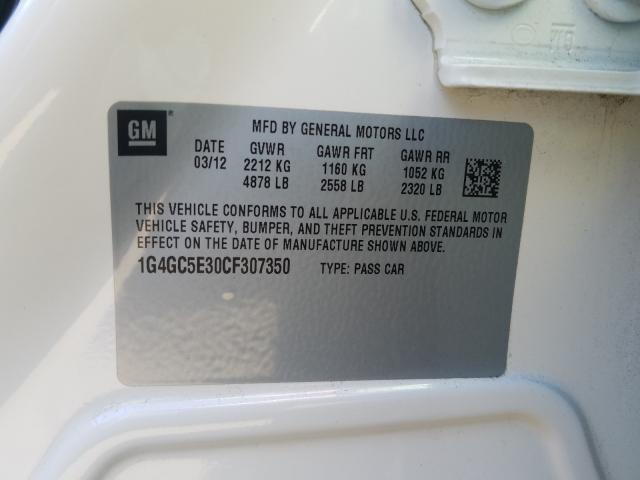 GM
MFD BY GENERAL MOTORS LLC
DATE GVWR GAWR FRT GAWR RR
03/12 2212 KG 1160 KG 1052 KG
4878 LB 2558 LB 2320 LB
THIS VEHICLE CONFORMS TO ALL APPLICABLE U.S. FEDERAL MOTOR
VEHICLE SAFETY, BUMPER, AND THEFT PREVENTION STANDARDS IN
EFFECT ON THE DATE OF MANUFACTURE SHOWN ABOVE.
1G4GC5E30CF307350 TYPE: PASS CAR